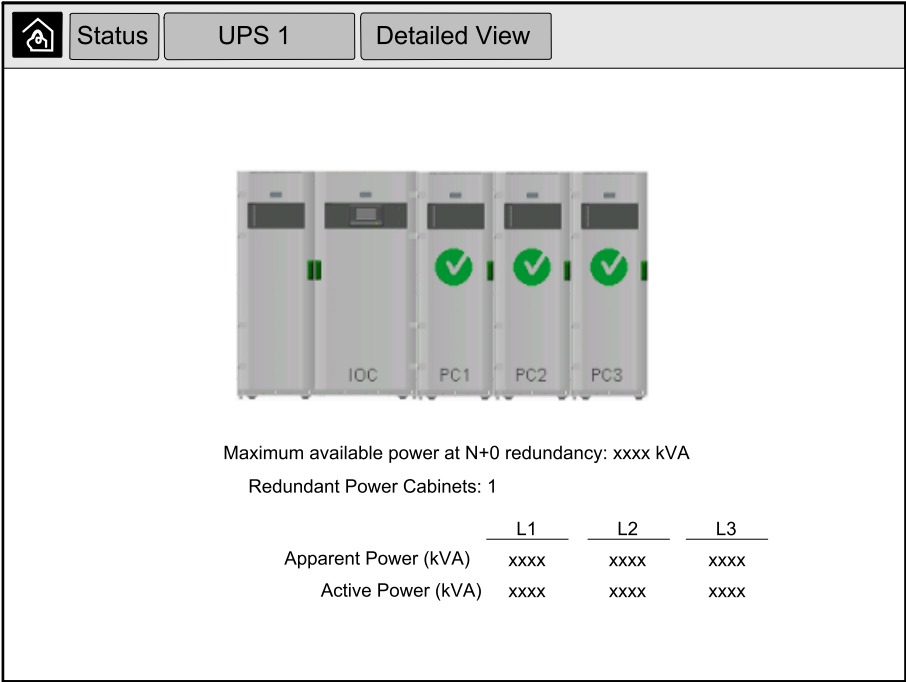 Status UPS 1 Detailed View
IOC PC1 PC2 PC3
Maximum available power at N+0 redundancy: xxxx kVA
Redundant Power Cabinets: 1
L1 L2 L3
Apparent Power (kVA) xxxx xxxx xxxx
Active Power (kVA) xxxx xxxx xxxx